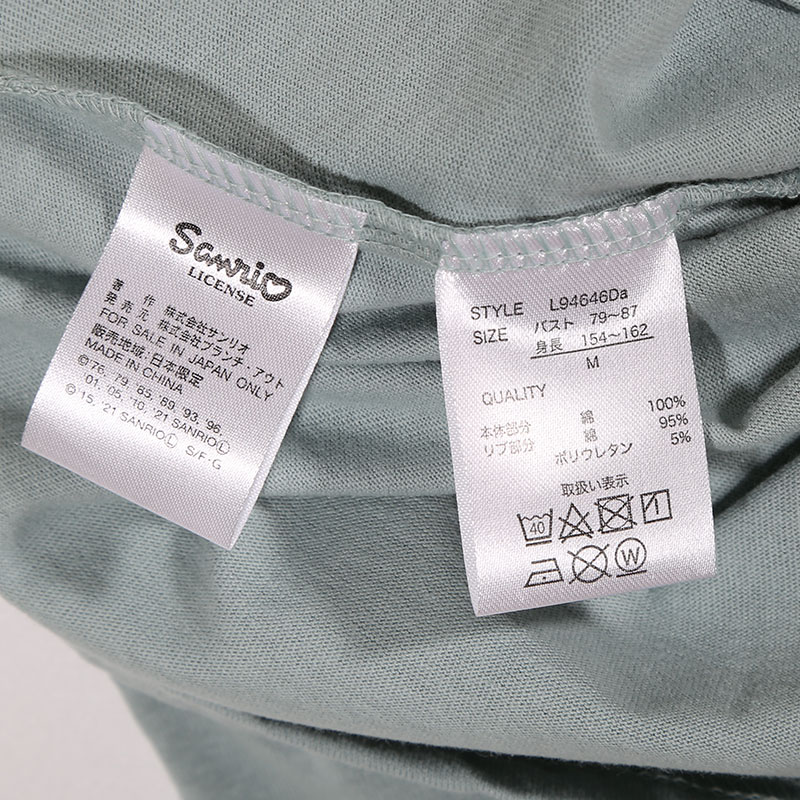 Sanrio
LICENSE
著作 株式会社サンリオ
発売元 株式会社ブランチ・アウト
FOR SALE IN JAPAN ONLY
販売地域:日本限定
MADE IN CHINA
©'76, '79, '85, '89, '93, '96,
'01, '05, '10, '21 SANRIOⓁ
©'15, '21 SANRIOⓁ S/F・G
STYLE L94646Da
SIZE バスト 79~87
身長 154~162
M
QUALITY
本体部分 綿 100%
リブ部分 綿 95%
ポリウレタン 5%
取扱い表示
40
W